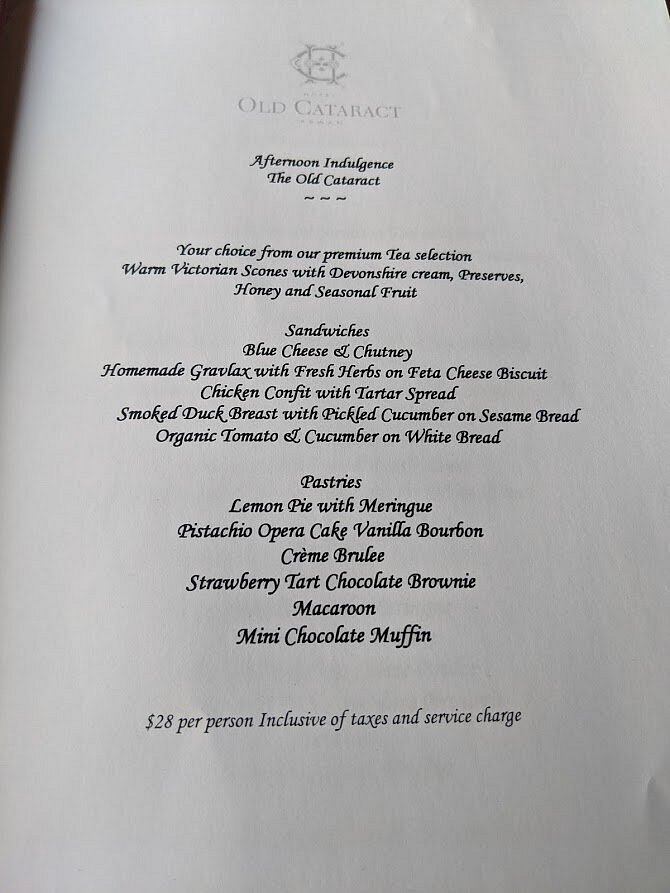 HOTEL
OLD CATARACT
ASWAN
Afternoon Indulgence
The Old Cataract
~ ~ ~
Your choice from our premium Tea selection
Warm Victorian Scones with Devonshire cream, Preserves,
Honey and Seasonal Fruit
Sandwiches
Blue Cheese & Chutney
Homemade Gravlax with Fresh Herbs on Feta Cheese Biscuit
Chicken Confit with Tartar Spread
Smoked Duck Breast with Pickled Cucumber on Sesame Bread
Organic Tomato & Cucumber on White Bread
Pastries
Lemon Pie with Meringue
Pistachio Opera Cake Vanilla Bourbon
Crème Brulee
Strawberry Tart Chocolate Brownie
Macaroon
Mini Chocolate Muffin
$28 per person Inclusive of taxes and service charge